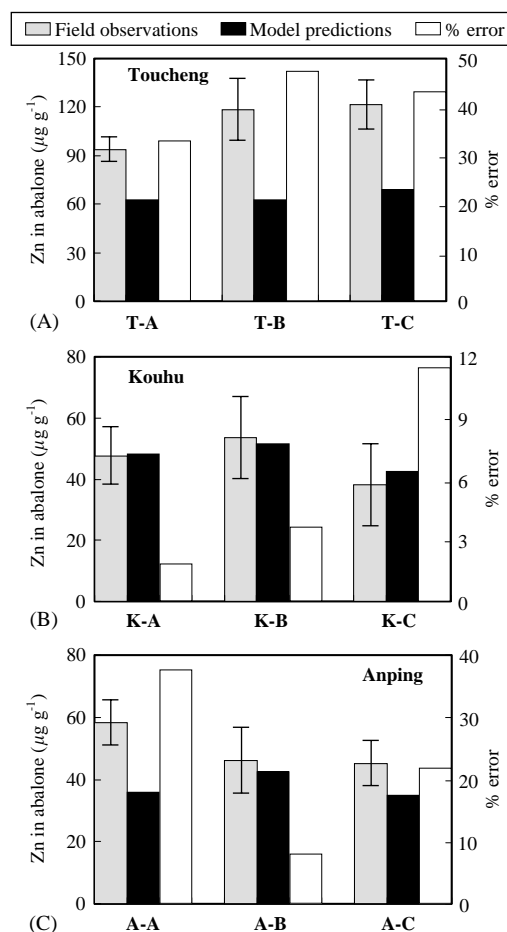 Field observations Model predictions % error
Toucheng
Zn in abalone (µg g-1)
150
120
90
60
30
0
50
40
30
20
10
0
% error
(A) T-A T-B T-C
Kouhu
Zn in abalone (µg g-1)
80
60
40
20
0
12
9
6
3
0
% error
(B) K-A K-B K-C
Anping
Zn in abalone (µg g-1)
80
60
40
20
0
40
30
20
10
0
% error
(C) A-A A-B A-C